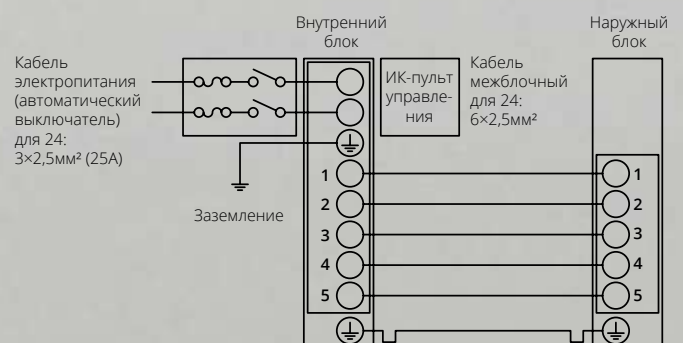 Внутренний
блок
Наружный
блок
Кабель
электропитания
(автоматический
выключатель)
для 24:
3×2,5мм² (25А)
ИК-пульт
управле-
ния
Кабель
межблочный
для 24:
6×2,5мм²
Заземление
1
2
3
4
5
1
2
3
4
5